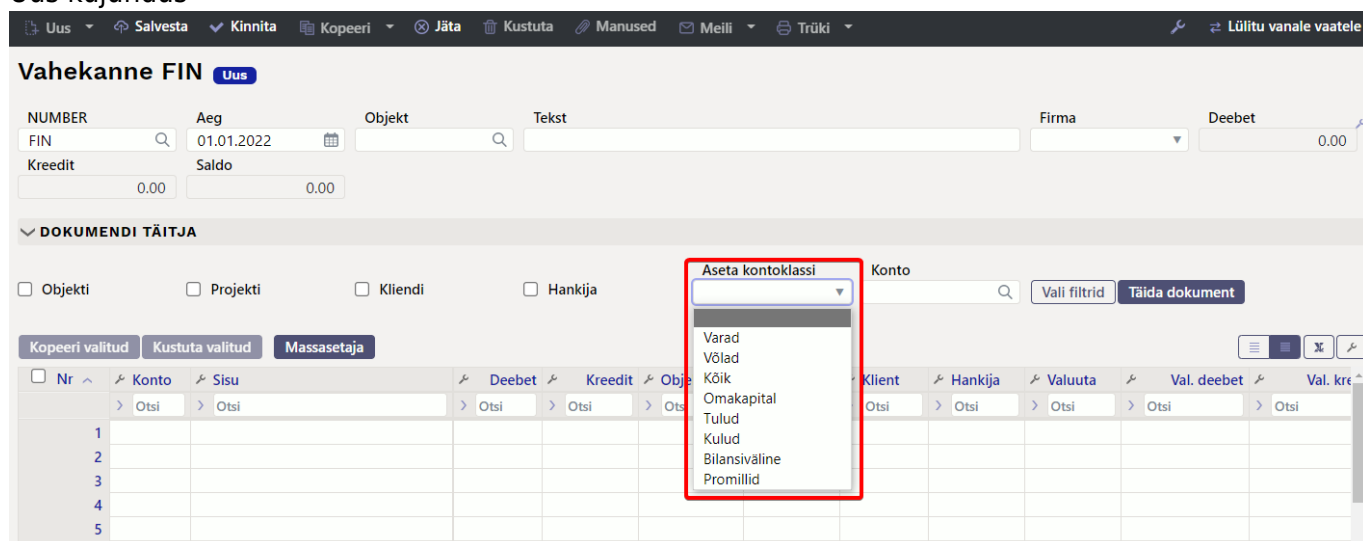 Uus Salvesta Kinnita Kopeeri Jäta Kustuta Manused Meili Trüki Lülitu vanale vaatele
Vahekanne FIN Uus
NUMBER Aeg Objekt Tekst Firma Deebet
FIN 01.01.2022 0.00
Kreedit Saldo
0.00 0.00
DOKUMENDI TÄITJA
Aseta kontoklassi Konto
Objekti Projekti Kliendi Hankija Vali filtrid Täida dokument
Varad
Võlad
Kõik
Omakapital
Tulud
Kulud
Bilansiväline
Promillid
Kopeeri valitud Kustuta valitud Massasetaja
Nr Konto Sisu Deebet Kreedit Obje Klient Hankija Valuuta Val. deebet Val. kre
Otsi Otsi Otsi Otsi Ots Otsi Otsi Otsi Otsi Otsi
1
2
3
4
5